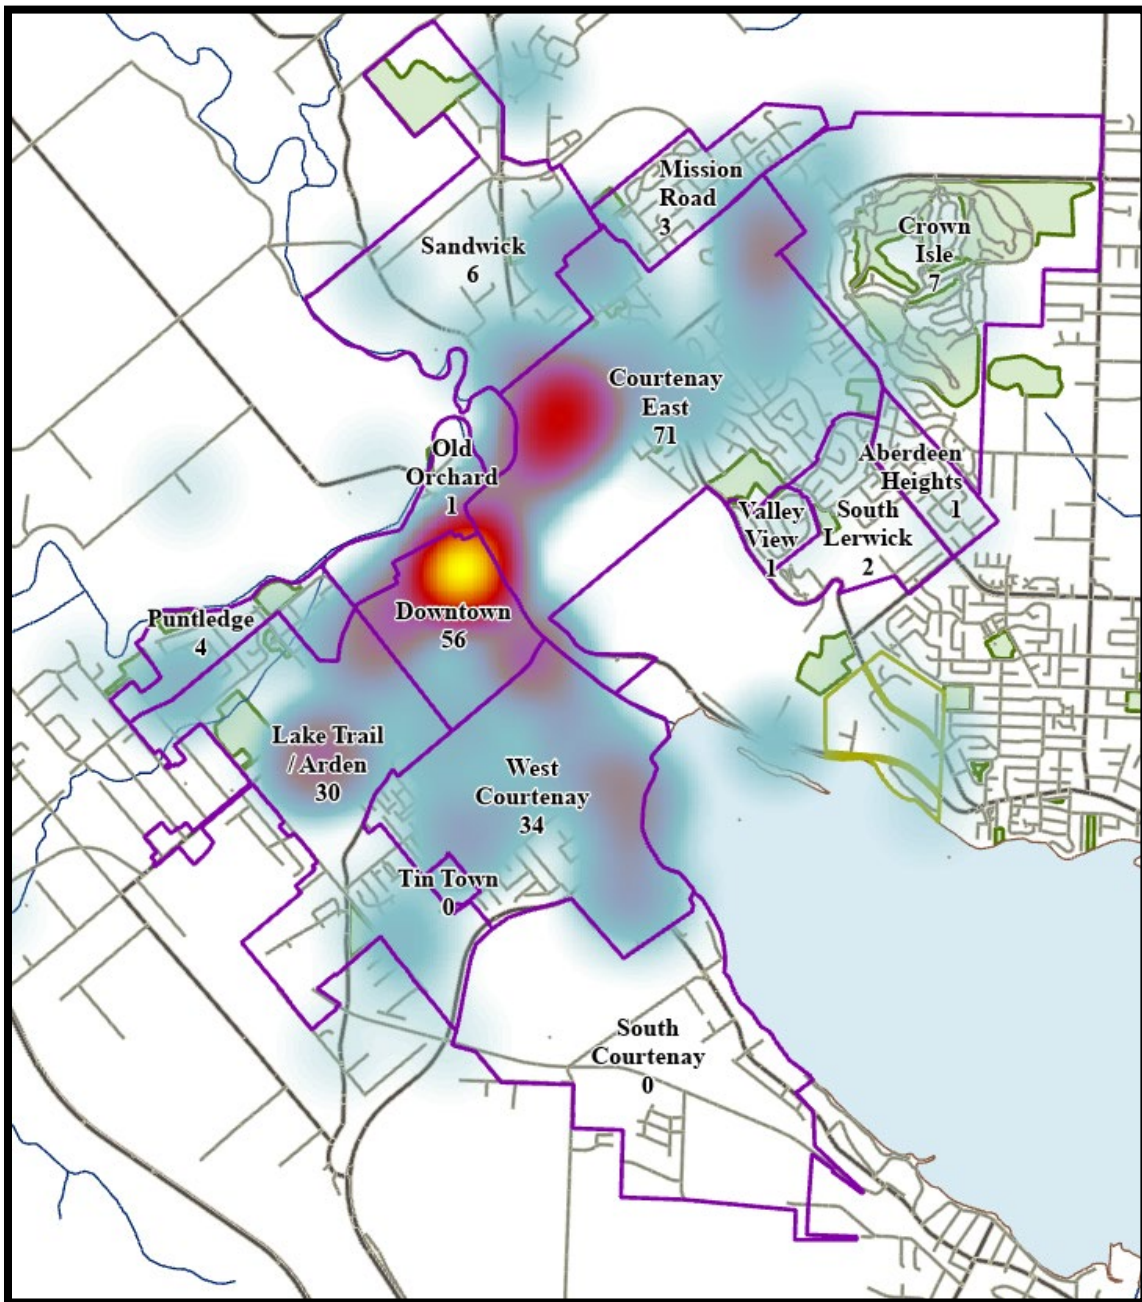 Mission
Road
3
Crown
Isle
7
Sandwick
6
Courtenay
East
71
Old
Orchard
1
Aberdeen
Heights
1
Valley
View
1
South
Lerwick
2
Downtown
56
Puntledge
4
Lake Trail
/ Arden
30
West
Courtenay
34
Tin Town
0
South
Courtenay
0